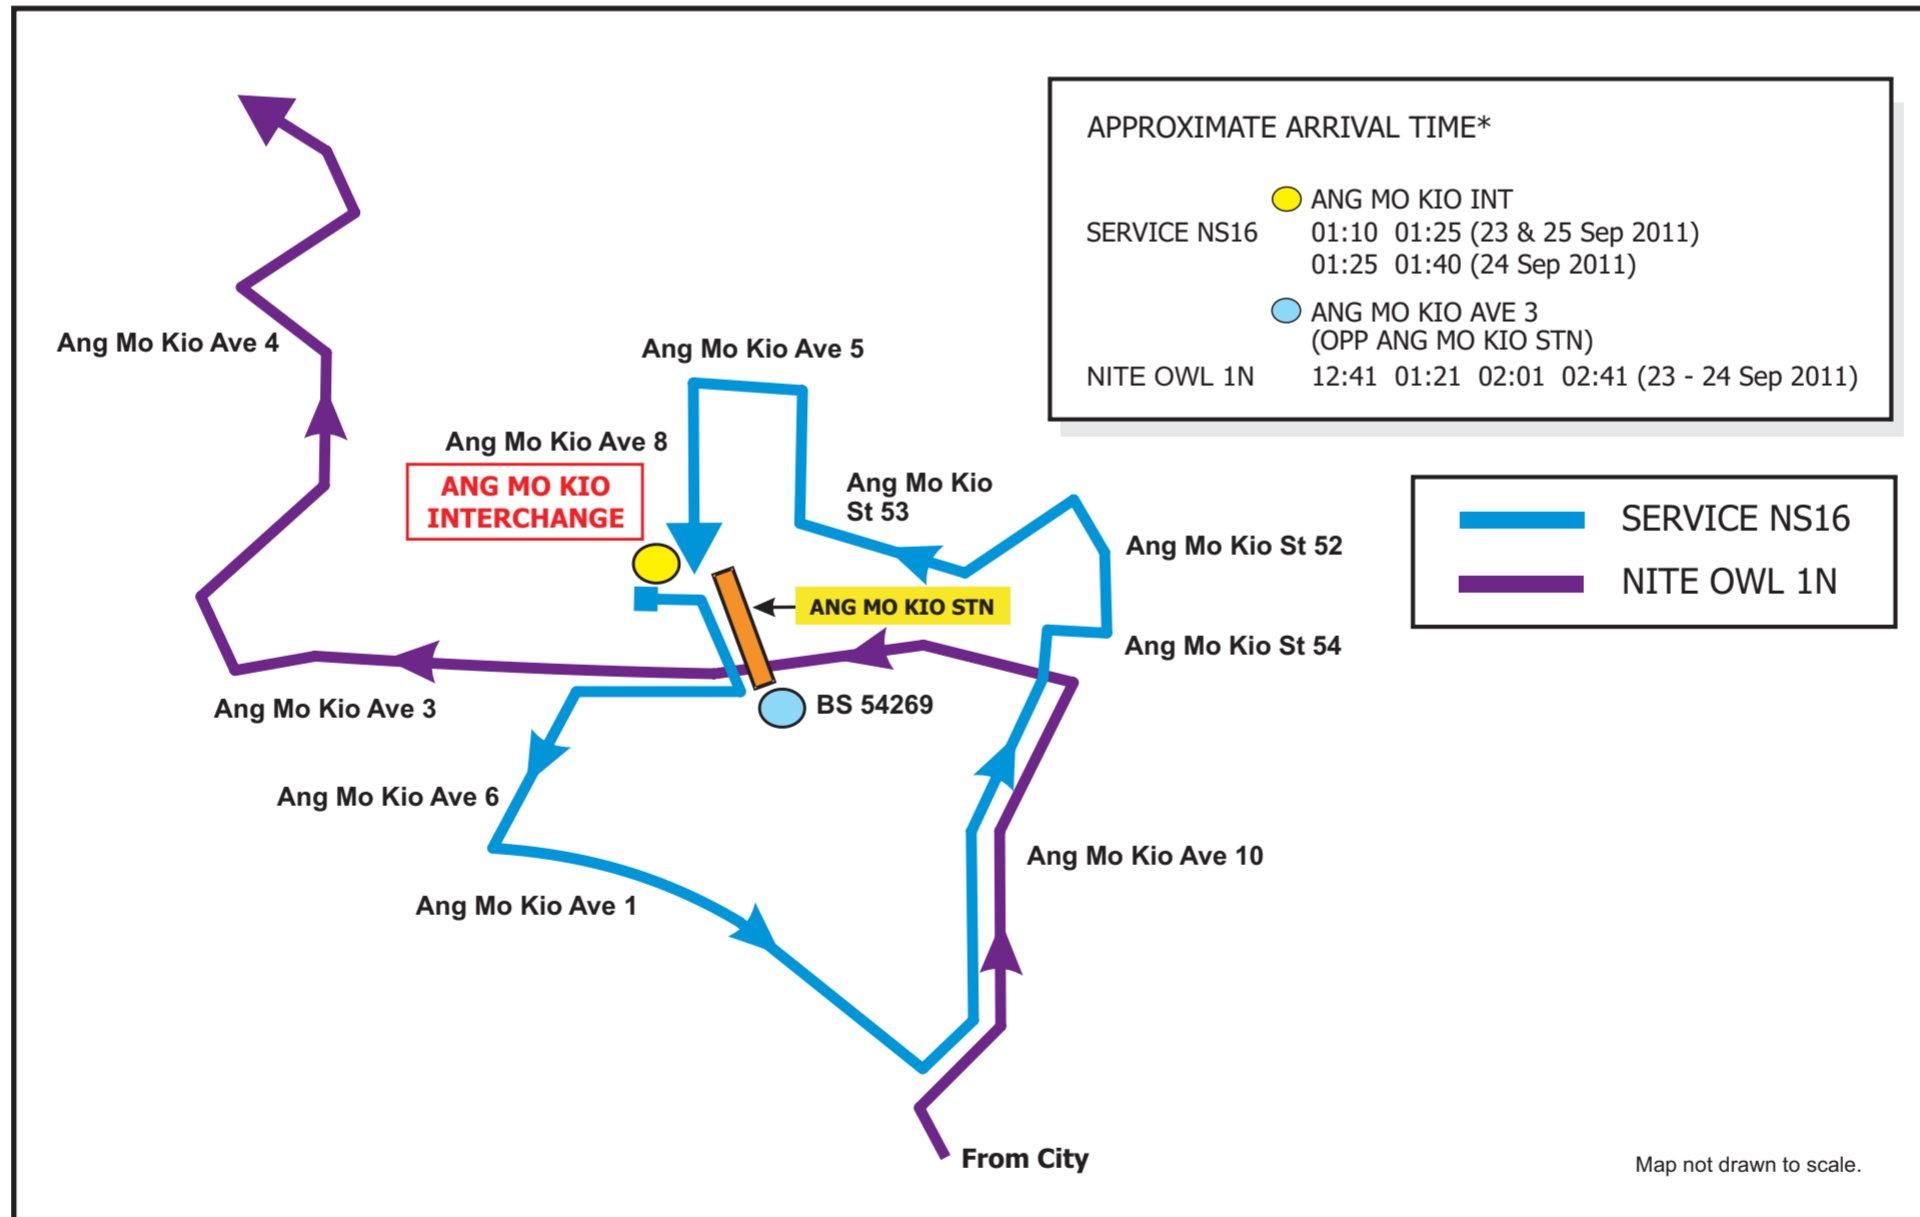 APPROXIMATE ARRIVAL TIME*
ANG MO KIO INT
SERVICE NS16 01:10 01:25 (23 & 25 Sep 2011)
01:25 01:40 (24 Sep 2011)
ANG MO KIO AVE 3
(OPP ANG MO KIO STN)
NITE OWL 1N 12:41 01:21 02:01 02:41 (23 - 24 Sep 2011)
SERVICE NS16
NITE OWL 1N
Ang Mo Kio Ave 4
Ang Mo Kio Ave 5
Ang Mo Kio Ave 8
ANG MO KIO
INTERCHANGE
Ang Mo Kio
St 53
Ang Mo Kio St 52
ANG MO KIO STN
Ang Mo Kio St 54
BS 54269
Ang Mo Kio Ave 3
Ang Mo Kio Ave 6
Ang Mo Kio Ave 10
Ang Mo Kio Ave 1
From City
Map not drawn to scale.